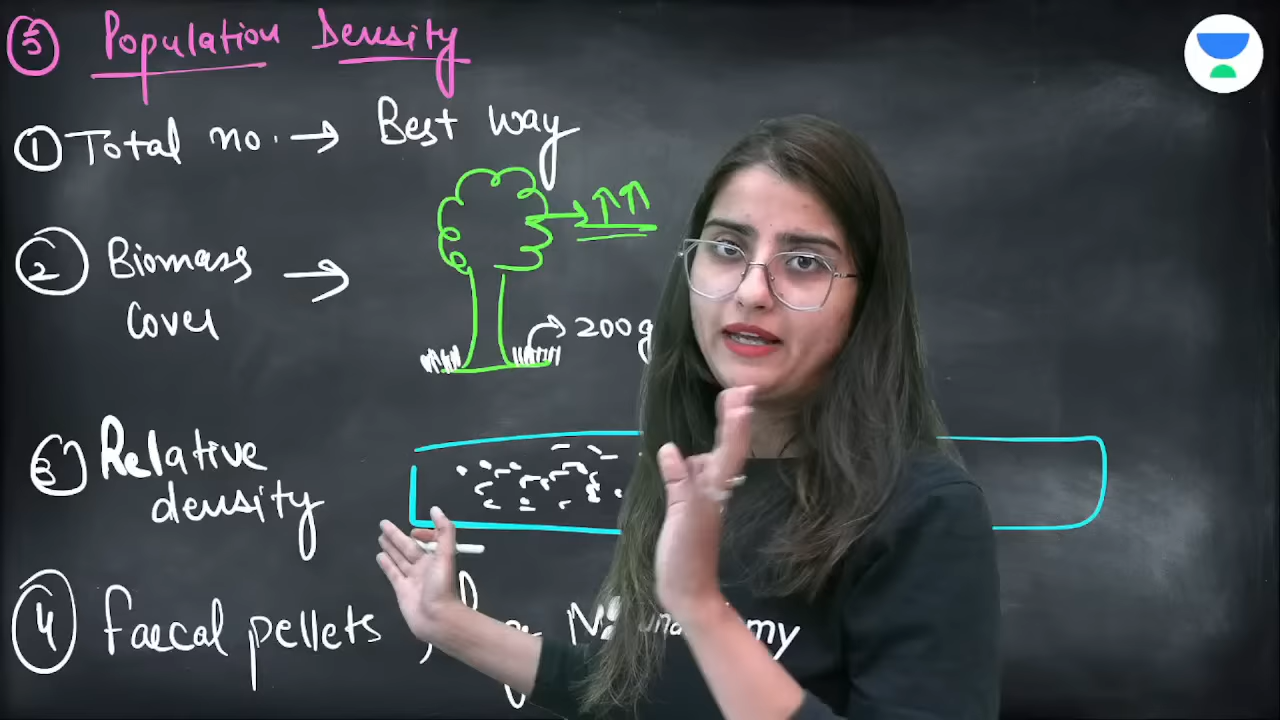 ⑤ Population Density
① Total no. → Best way
↑↑
② Biomass →
cover
→ 200g
③ Relative
density
④ Faecal pellets,